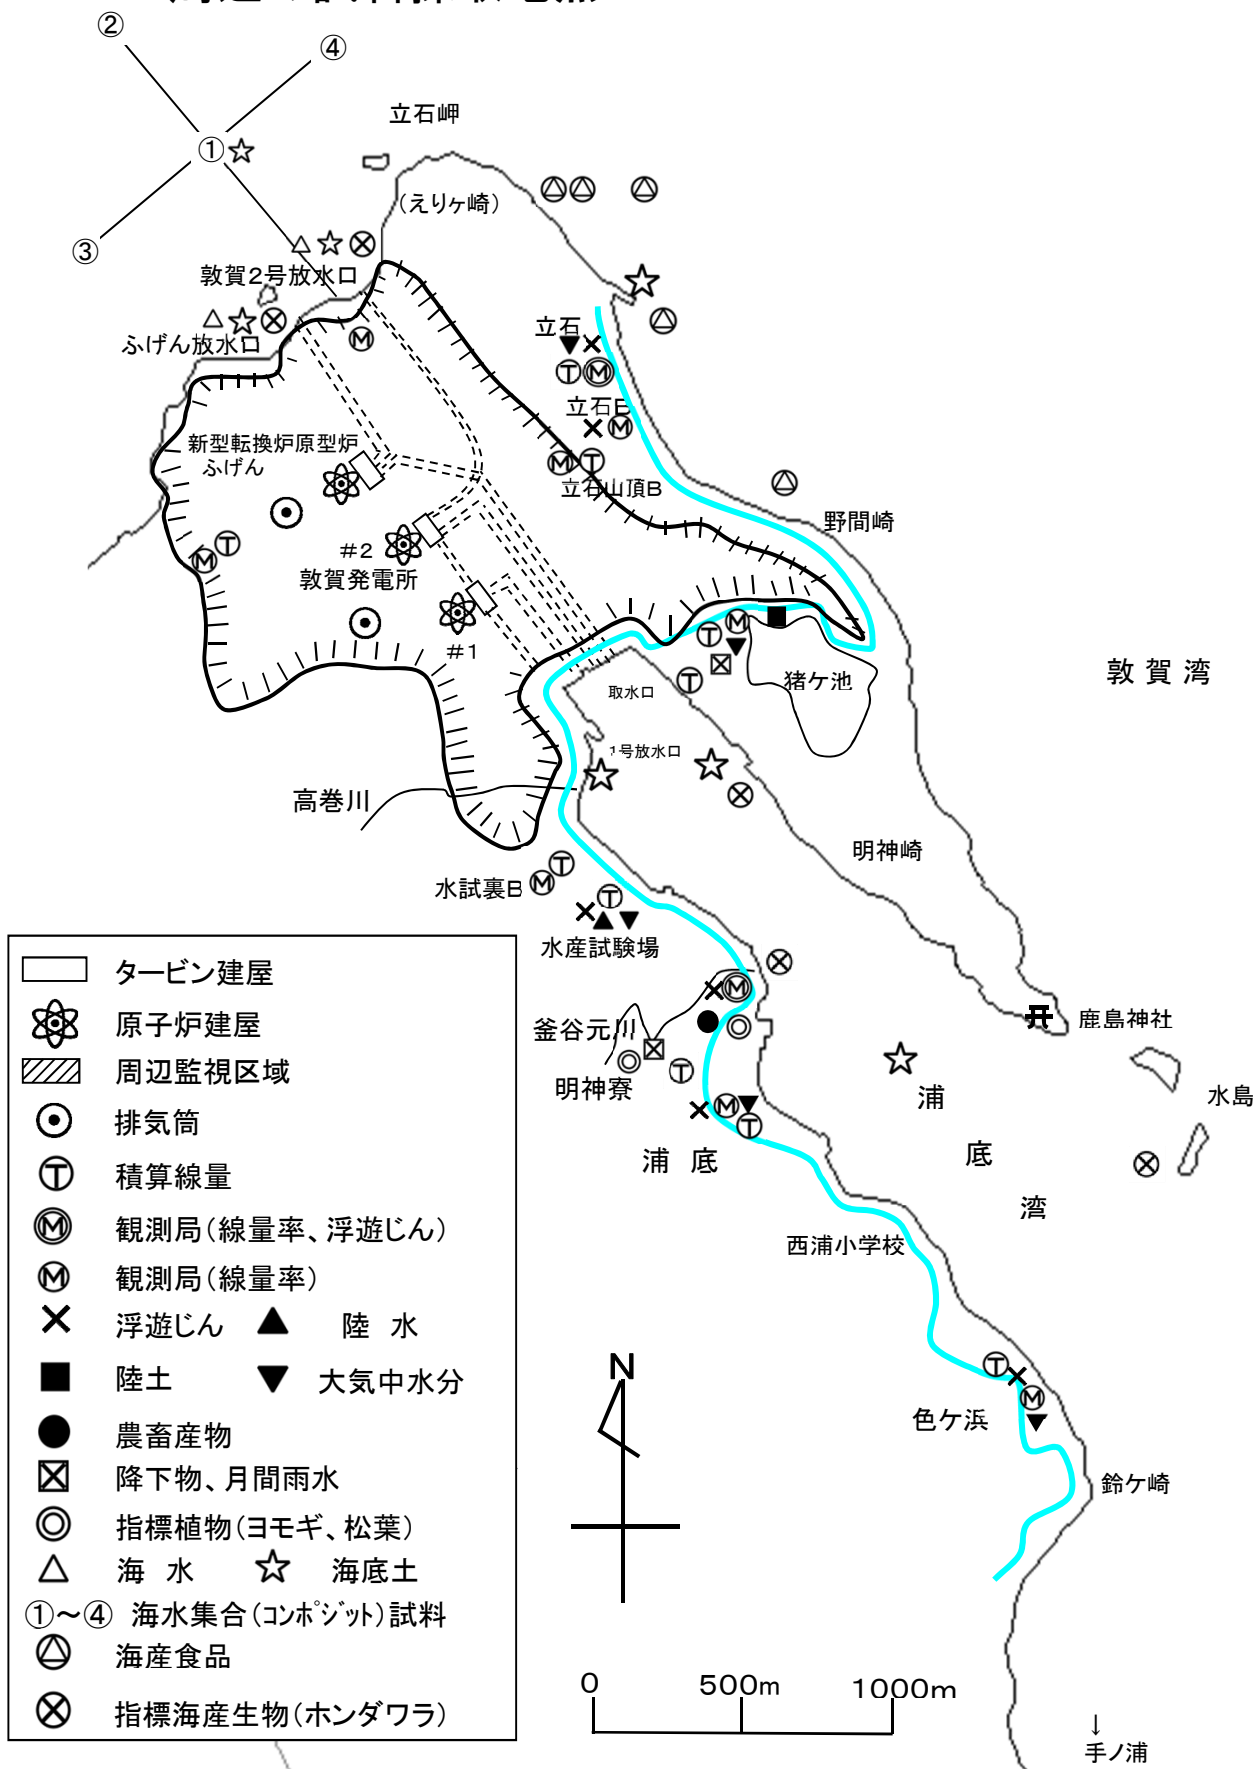 ②
④
立石岬
①
(えりヶ崎)
③
敦賀2号放水口
ふげん放水口
立石
M
T M
立石B
M
新型転換炉原型炉
ふげん
M T
立石山頂B
野間崎
M T
#2
敦賀発電所
#1
M
T
T
猪ケ池
敦賀湾
取水口
1号放水口
高巻川
明神崎
T
水試裏B M
T
水産試験場
M
釜谷元川
鹿島神社
明神寮
T
水島
M
T
浦底
浦底湾
西浦小学校
T
M
色ケ浜
鈴ケ崎
N
タービン建屋
原子炉建屋
周辺監視区域
排気筒
T 積算線量
M 観測局(線量率、浮遊じん)
M 観測局(線量率)
浮遊じん 陸水
陸土 大気中水分
農畜産物
降下物、月間雨水
指標植物(ヨモギ、松葉)
海水 海底土
①~④ 海水集合(コンポジット)試料
海産食品
指標海産生物(ホンダワラ)
0 500m 1000m
↓
手ノ浦